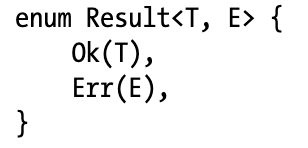 enum Result<T, E> {
    Ok(T),
    Err(E),
}